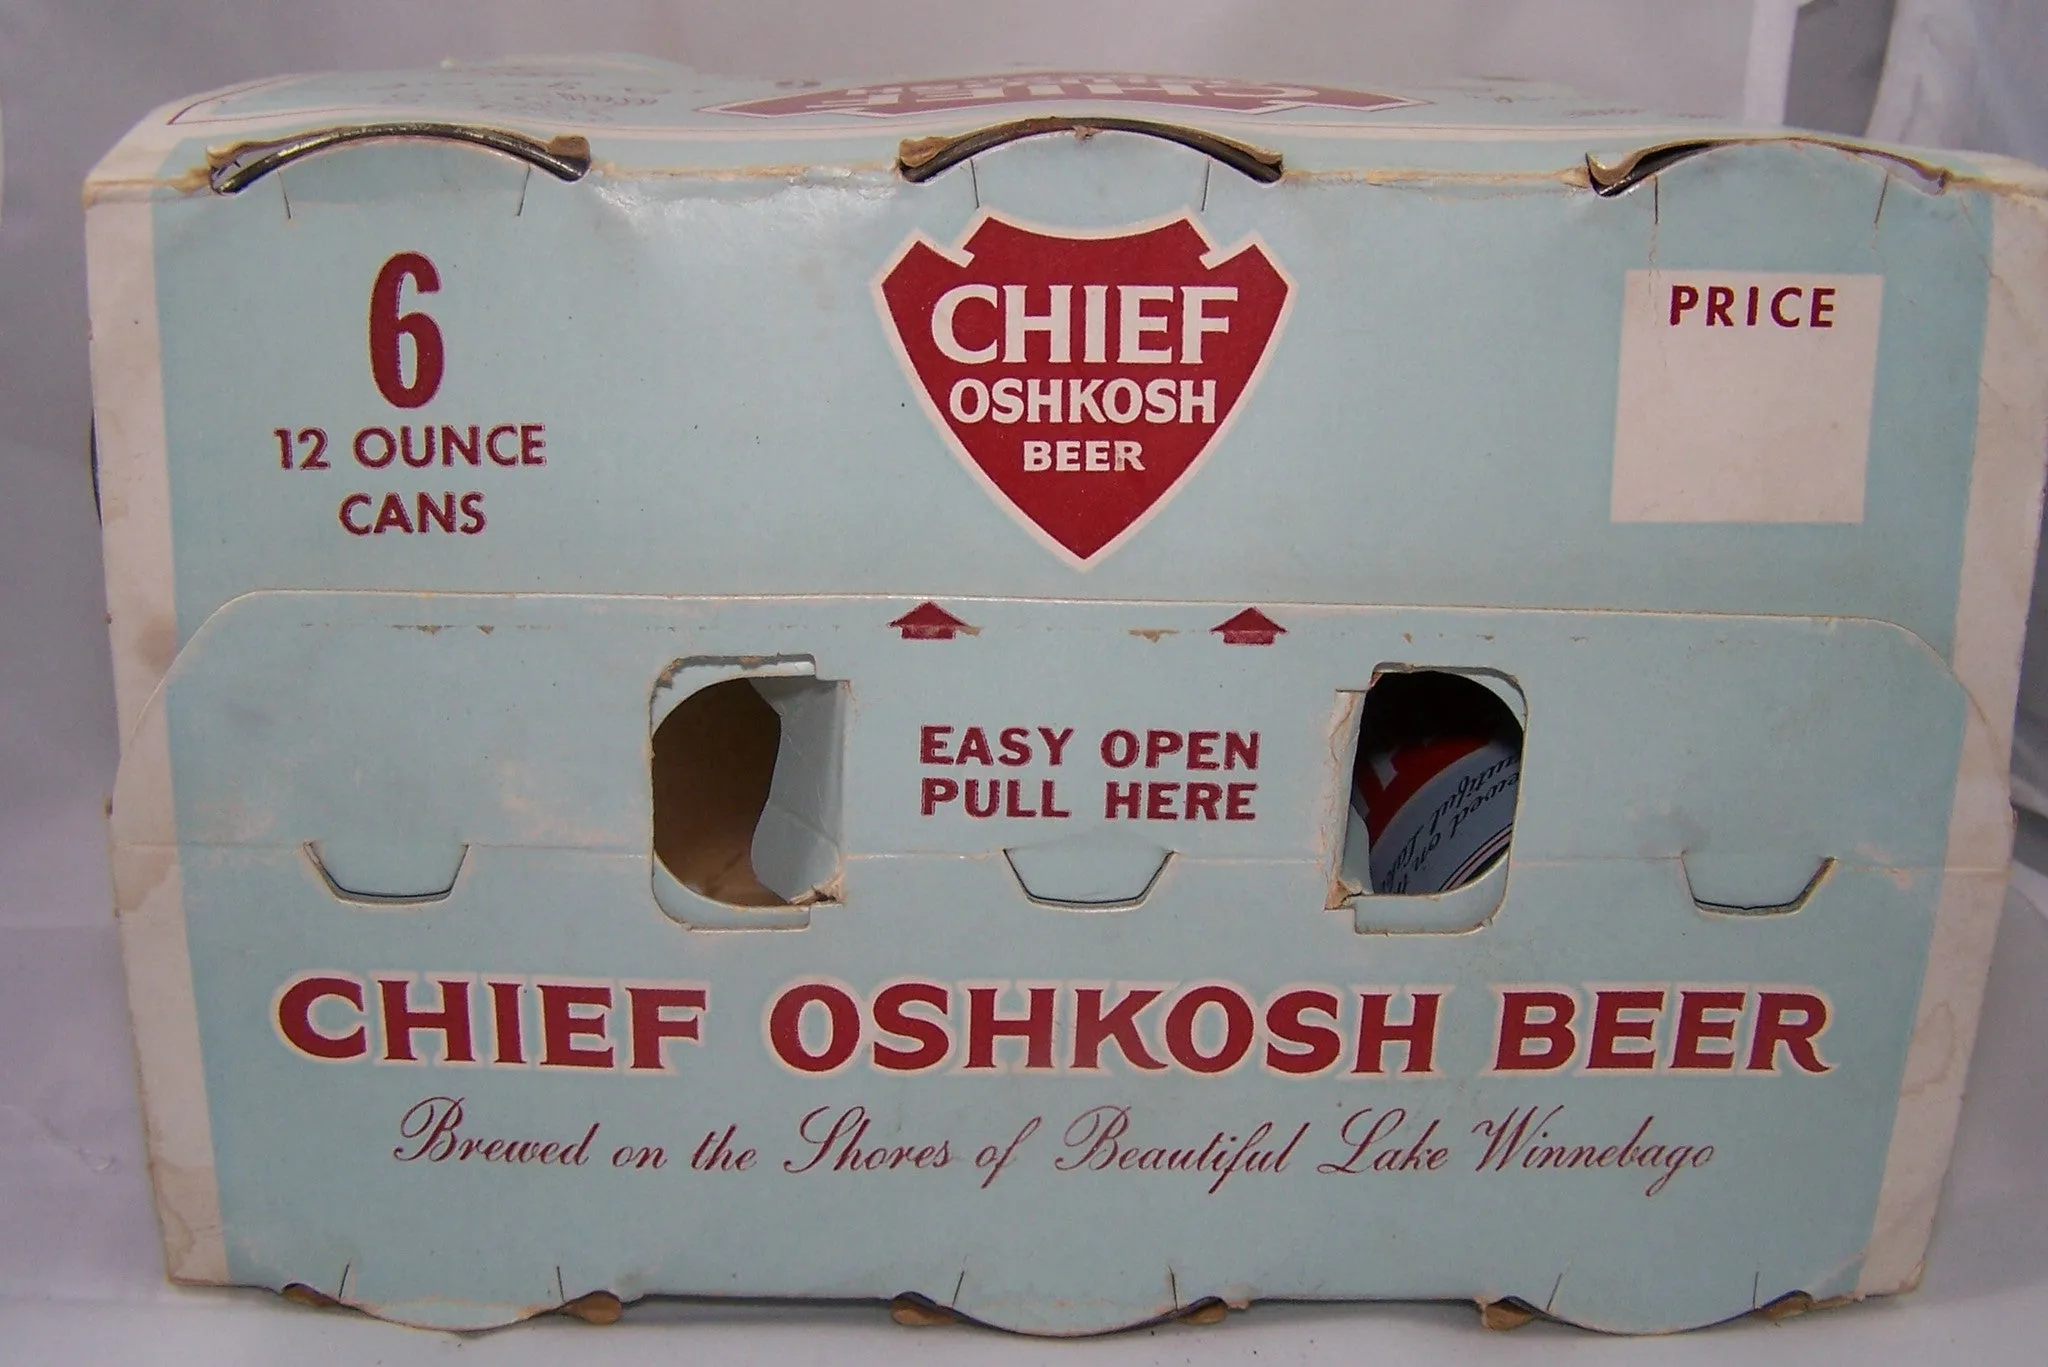 CHIEF
6
12 OUNCE
CANS
CHIEF
OSHKOSH
BEER
PRICE
EASY OPEN
PULL HERE
CHIEF OSHKOSH BEER
Brewed on the Shores of Beautiful Lake Winnebago